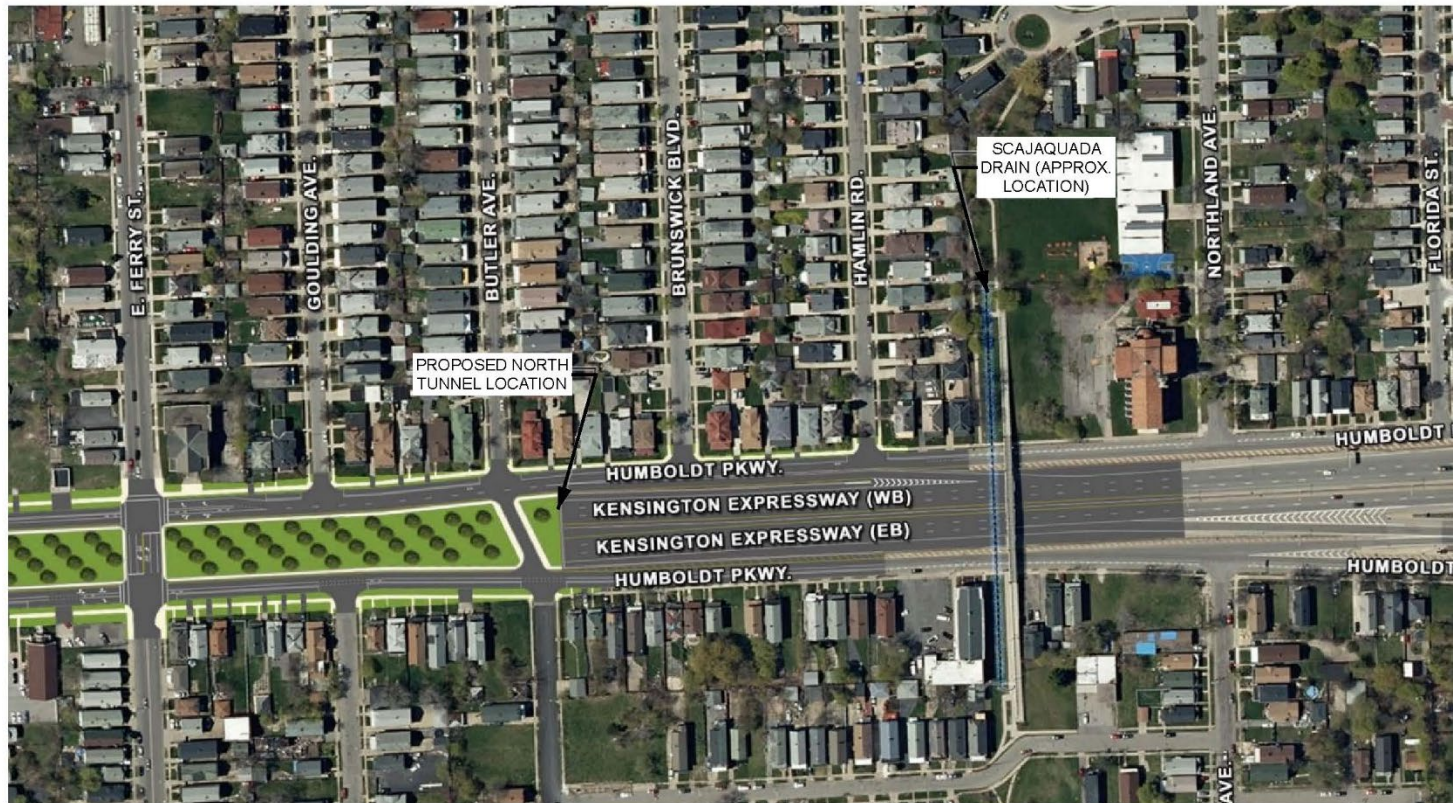 E. FERRY ST.
GOULDING AVE.
BUTLER AVE.
BRUNSWICK BLVD.
HAMLIN RD.
SCAJAQUADA
DRAIN (APPROX.
LOCATION)
NORTHLAND AVE.
FLORIDA ST.
PROPOSED NORTH
TUNNEL LOCATION
HUMBOLDT PKWY.
HUMBOLDT
KENSINGTON EXPRESSWAY (WB)
KENSINGTON EXPRESSWAY (EB)
HUMBOLDT PKWY.
HUMBOLDT
AVE.